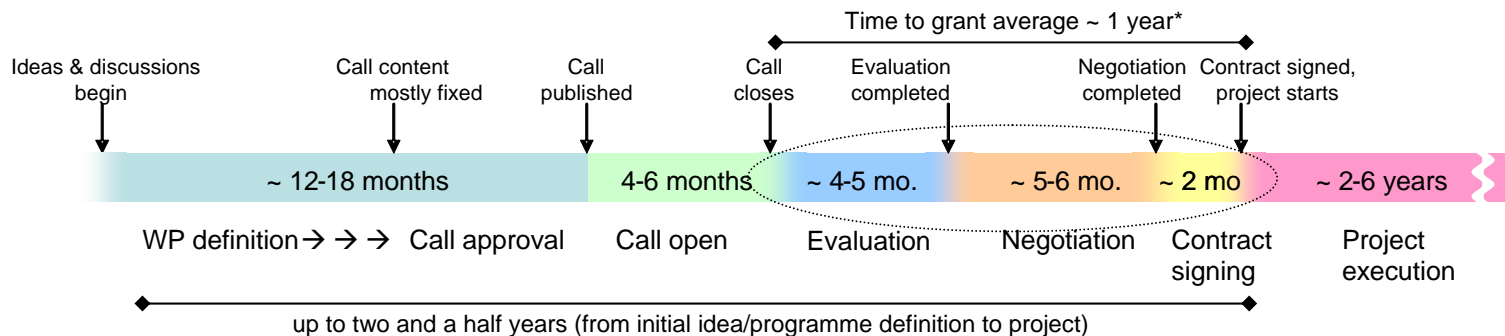 Time to grant average ~ 1 year*
Ideas & discussions
begin
Call content
mostly fixed
Call
published
Call
closes
Evaluation
completed
Negotiation
completed
Contract signed,
project starts
~ 12-18 months
4-6 months
~ 4-5 mo.
~ 5-6 mo.
~ 2 mo
~ 2-6 years
WP definition→ → → Call approval
Call open
Evaluation
Negotiation
Contract
signing
Project
execution
up to two and a half years (from initial idea/programme definition to project)